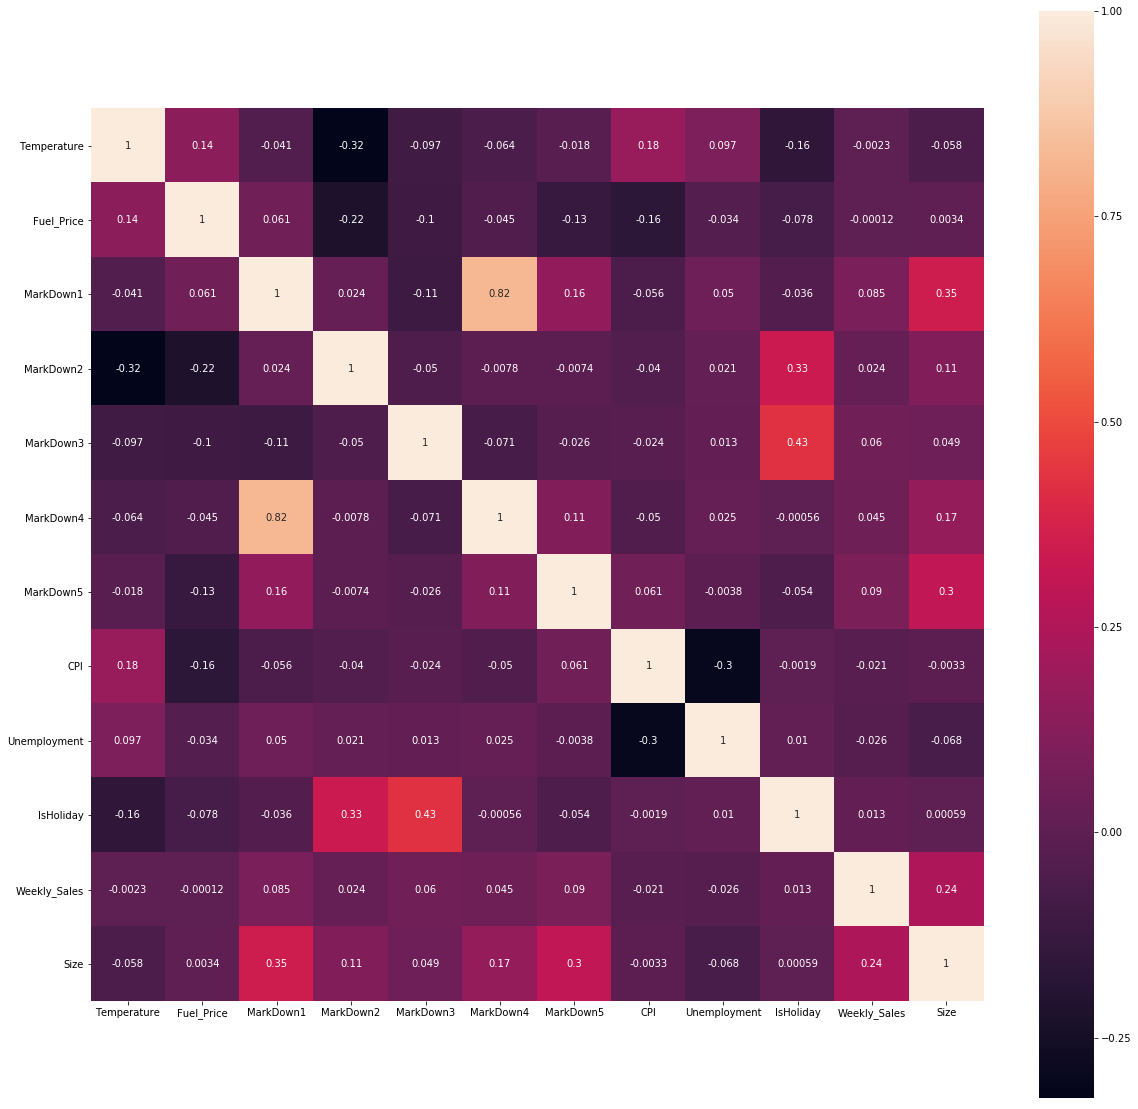 1.00
Temperature 1 0.14 -0.041 -0.32 -0.097 -0.064 -0.018 0.18 0.097 -0.16 -0.0023 -0.058
Fuel_Price 0.14 1 0.061 -0.22 -0.1 -0.045 -0.13 -0.16 -0.034 -0.078 -0.00012 0.0034
0.75
MarkDown1 -0.041 0.061 1 0.024 -0.11 0.82 0.16 -0.056 0.05 -0.036 0.085 0.35
MarkDown2 -0.32 -0.22 0.024 1 -0.05 -0.0078 -0.0074 -0.04 0.021 0.33 0.024 0.11
0.50
MarkDown3 -0.097 -0.1 -0.11 -0.05 1 -0.071 -0.026 -0.024 0.013 0.43 0.06 0.049
MarkDown4 -0.064 -0.045 0.82 -0.0078 -0.071 1 0.11 -0.05 0.025 -0.00056 0.045 0.17
MarkDown5 -0.018 -0.13 0.16 -0.0074 -0.026 0.11 1 0.061 -0.0038 -0.054 0.09 0.3
0.25
CPI 0.18 -0.16 -0.056 -0.04 -0.024 -0.05 0.061 1 -0.3 -0.0019 -0.021 -0.0033
Unemployment 0.097 -0.034 0.05 0.021 0.013 0.025 -0.0038 -0.3 1 0.01 -0.026 -0.068
IsHoliday -0.16 -0.078 -0.036 0.33 0.43 -0.00056 -0.054 -0.0019 0.01 1 0.013 0.00059
0.00
Weekly_Sales -0.0023 -0.00012 0.085 0.024 0.06 0.045 0.09 -0.021 -0.026 0.013 1 0.24
Size -0.058 0.0034 0.35 0.11 0.049 0.17 0.3 -0.0033 -0.068 0.00059 0.24 1
Temperature Fuel_Price MarkDown1 MarkDown2 MarkDown3 MarkDown4 MarkDown5 CPI Unemployment IsHoliday Weekly_Sales Size
−0.25